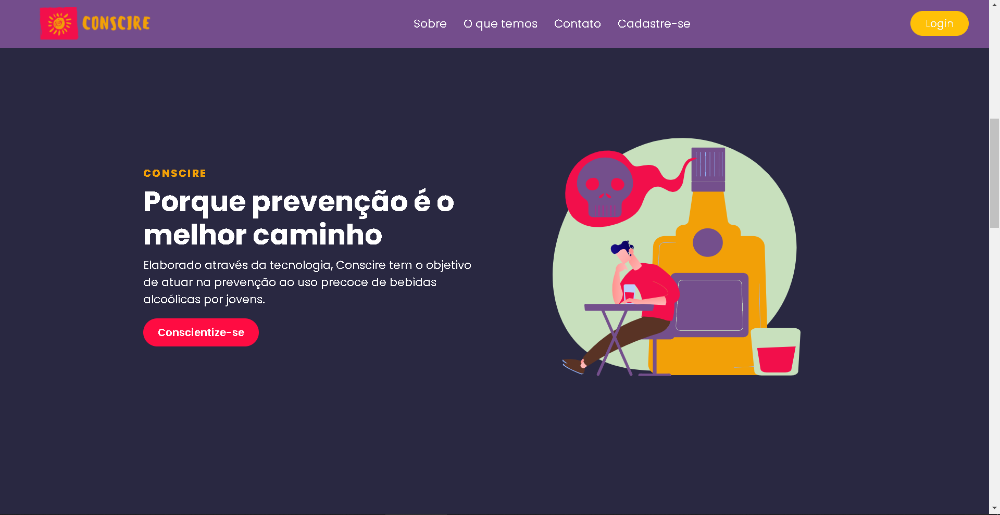 CONSCIRE
Sobre O que temos Contato Cadastre-se
Login
CONSCIRE
Porque prevenção é o
melhor caminho
Elaborado através da tecnologia, Conscire tem o objetivo
de atuar na prevenção ao uso precoce de bebidas
alcoólicas por jovens.
Conscientize-se